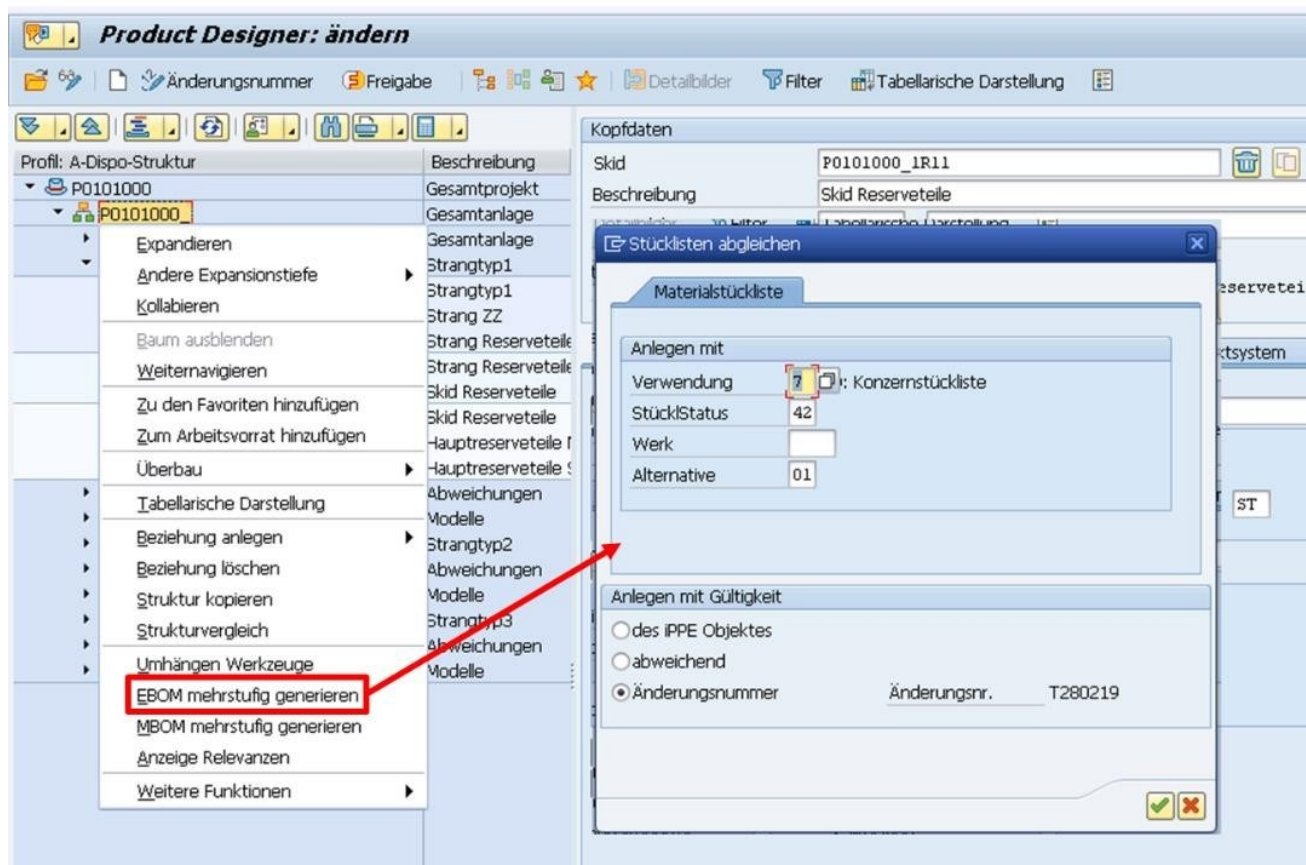 Product Designer: ändern
Änderungsnummer Freigabe Detailbilder Filter Tabellarische Darstellung
Profil: A-Dispo-Struktur Beschreibung
P0101000 Gesamtprojekt
P0101000_ Gesamtanlage
Gesamtanlage
Strangtyp1
Strangtyp1
Strang ZZ
Strang Reserveteile
Strang Reserveteile
Skid Reserveteile
Skid Reserveteile
Hauptreserveteile
Hauptreserveteile
Abweichungen
Modelle
Strangtyp2
Abweichungen
Modelle
Strangtyp3
Abweichungen
Modelle
Expandieren
Andere Expansionstiefe
Kollabieren
Baum ausblenden
Weiternavigieren
Zu den Favoriten hinzufügen
Zum Arbeitsvorrat hinzufügen
Überbau
Tabellarische Darstellung
Beziehung anlegen
Beziehung löschen
Struktur kopieren
Strukturvergleich
Umhängen Werkzeuge
EBOM mehrstufig generieren
MBOM mehrstufig generieren
Anzeige Relevanzen
Weitere Funktionen
Kopfdaten
Skid P0101000_1R11
Beschreibung Skid Reserveteile
Stücklisten abgleichen
Materialstückliste
Anlegen mit
Verwendung 7 : Konzernstückliste
StücklStatus 42
Werk
Alternative 01
Anlegen mit Gültigkeit
des iPPE Objektes
abweichend
Änderungsnummer Änderungsnr. T280219
ST